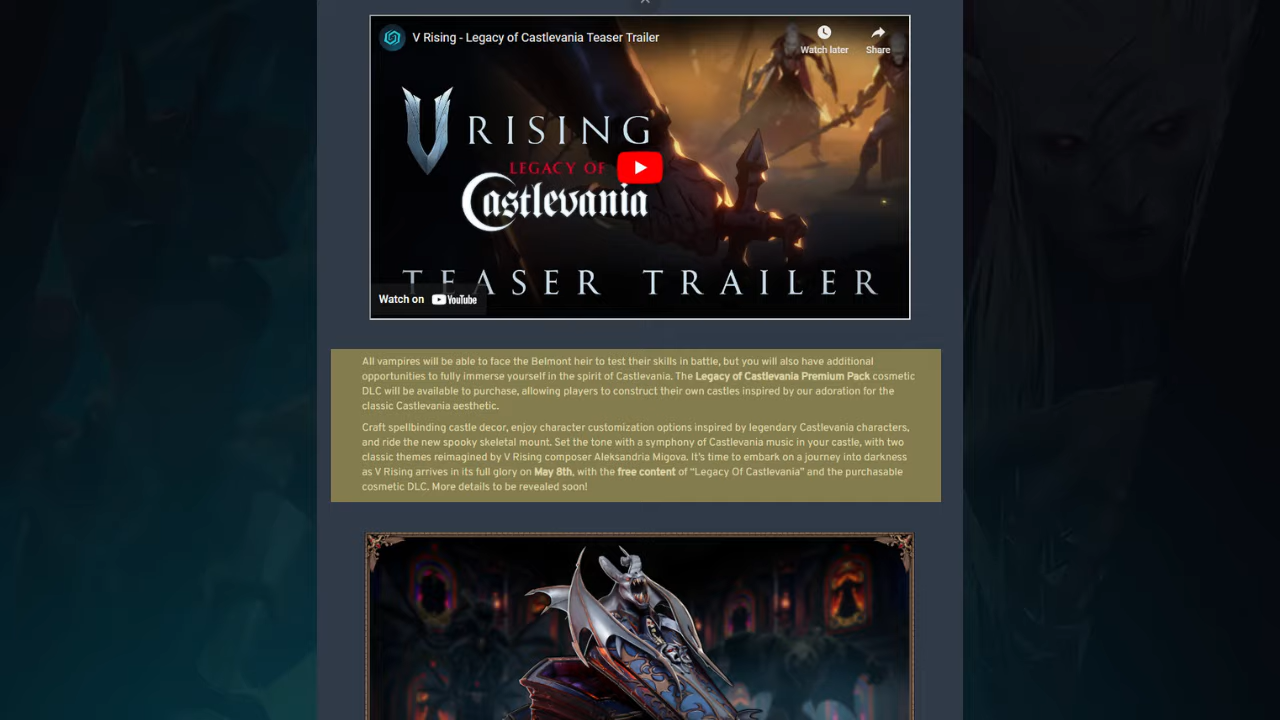 V Rising - Legacy of Castlevania Teaser Trailer
Watch later
Share
V RISING
LEGACY OF
Castlevania
TEASER TRAILER
Watch on YouTube
All vampires will be able to face the Belmont heir to test their skills in battle, but you will also have additional
opportunities to fully immerse yourself in the spirit of Castlevania. The Legacy of Castlevania Premium Pack cosmetic
DLC will be available to purchase, allowing players to construct their own castles inspired by our adoration for the
classic Castlevania aesthetic.
Craft spellbinding castle decor, enjoy character customization options inspired by legendary Castlevania characters,
and ride the new spooky skeletal mount. Set the tone with a symphony of Castlevania music in your castle, with two
classic themes reimagined by V Rising composer Aleksandria Migova. It's time to embark on a journey into darkness
as V Rising arrives in its full glory on May 8th, with the free content of “Legacy Of Castlevania” and the purchasable
cosmetic DLC. More details to be revealed soon!